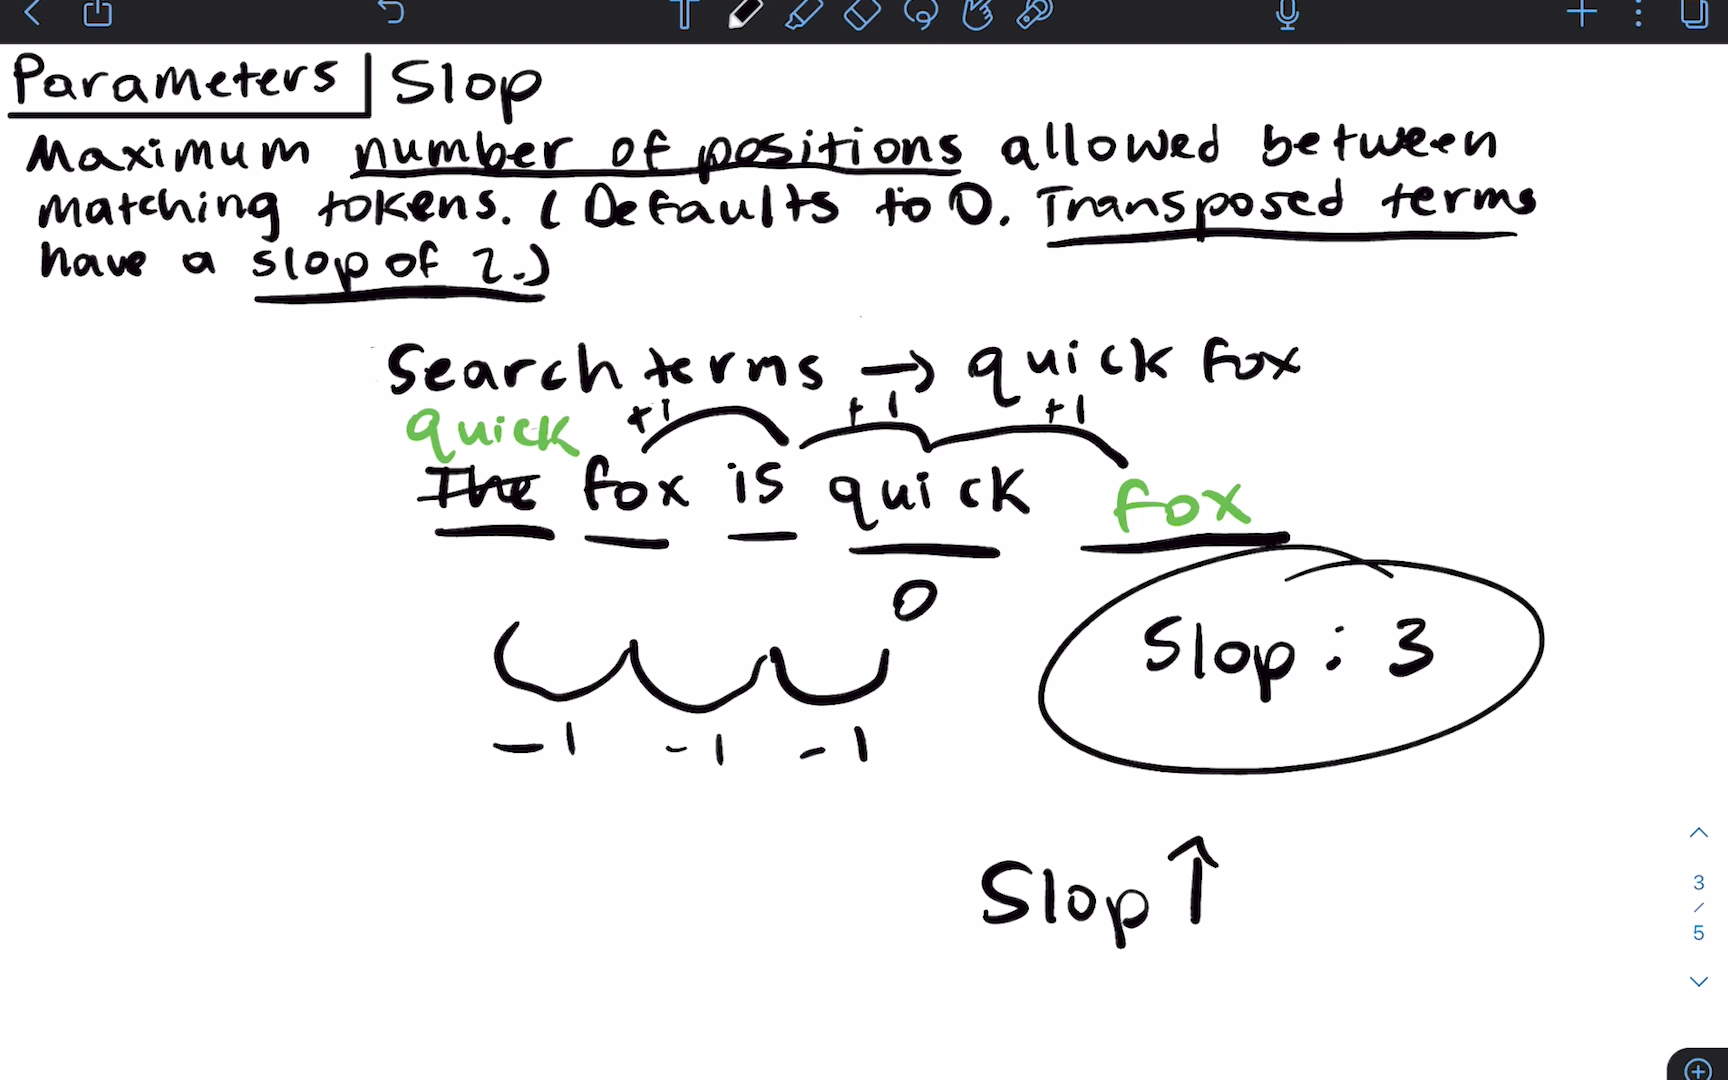 Parameters | Slop
Maximum number of positions allowed between
matching tokens. (Defaults to 0. Transposed terms
have a slop of 2.)
Search terms → quick fox
+1 +1 +1
quick
The fox is quick fox
0
Slop: 3
-1 -1 -1
Slop ↑
3
/
5